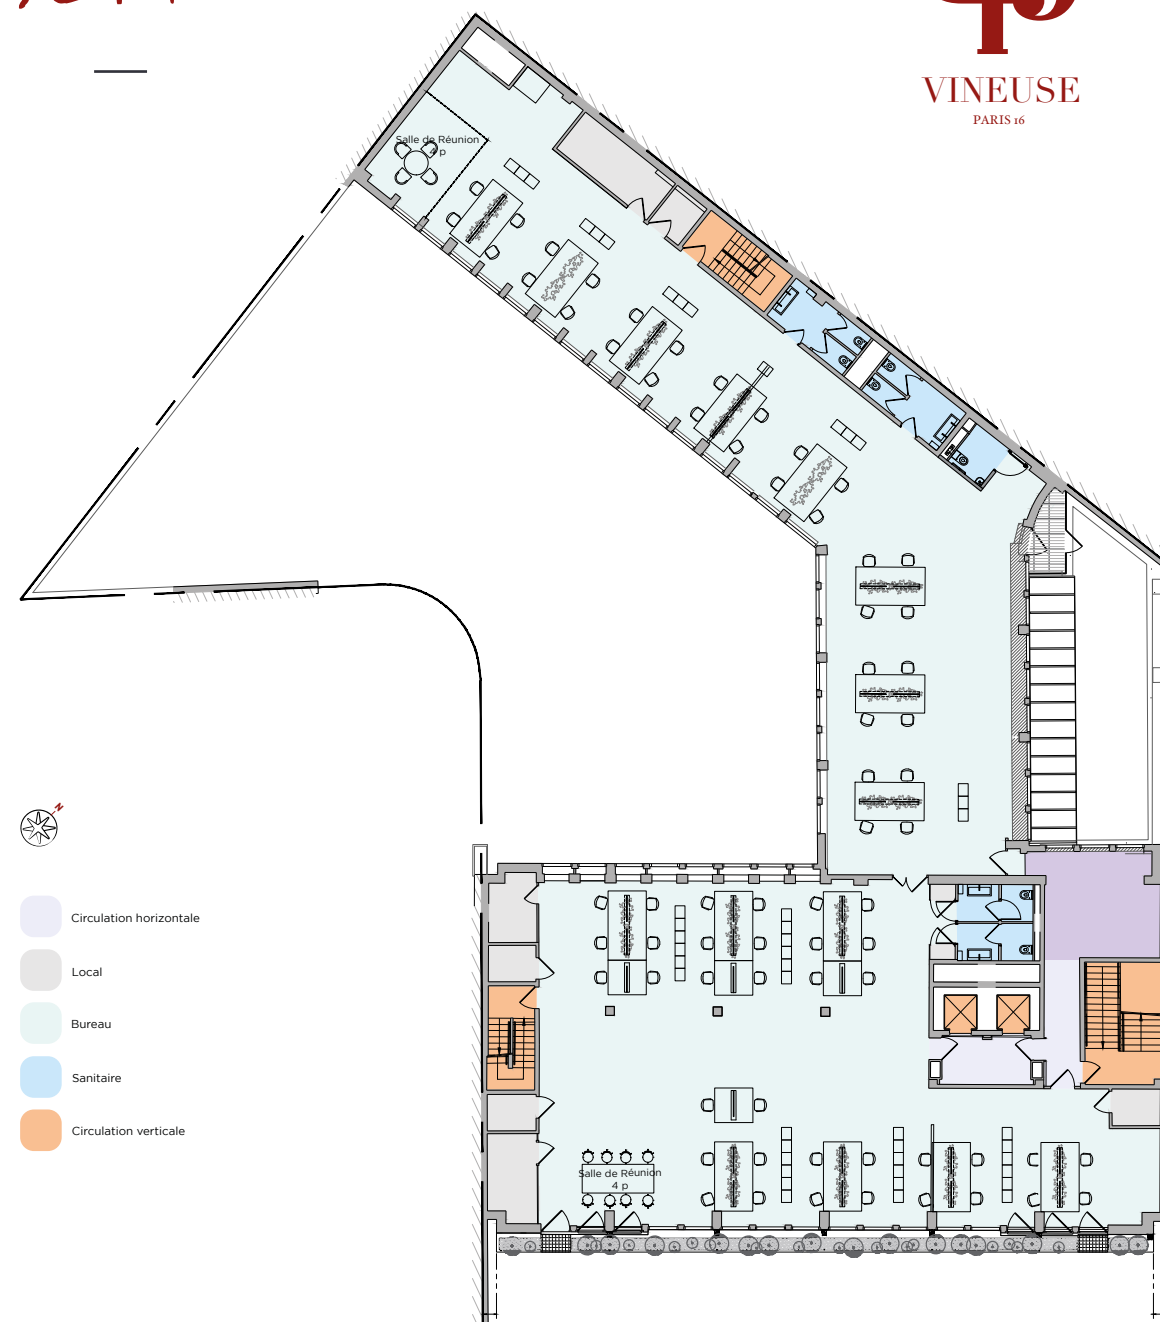 VINEUSE
PARIS 16
Salle de Réunion
4 p
N
Circulation horizontale
Local
Bureau
Sanitaire
Circulation verticale
Salle de Réunion
4 p